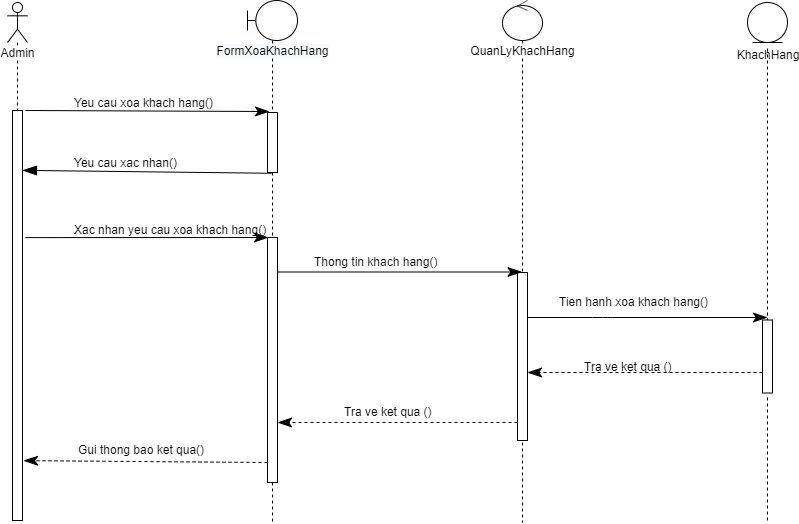 Admin
FormXoaKhachHang
QuanLyKhachHang
KhachHang
Yeu cau xoa khach hang()
Yeu cau xac nhan()
Xac nhan yeu cau xoa khach hang()
Thong tin khach hang()
Tien hanh xoa khach hang()
Tra ve ket qua ()
Tra ve ket qua ()
Gui thong bao ket qua()